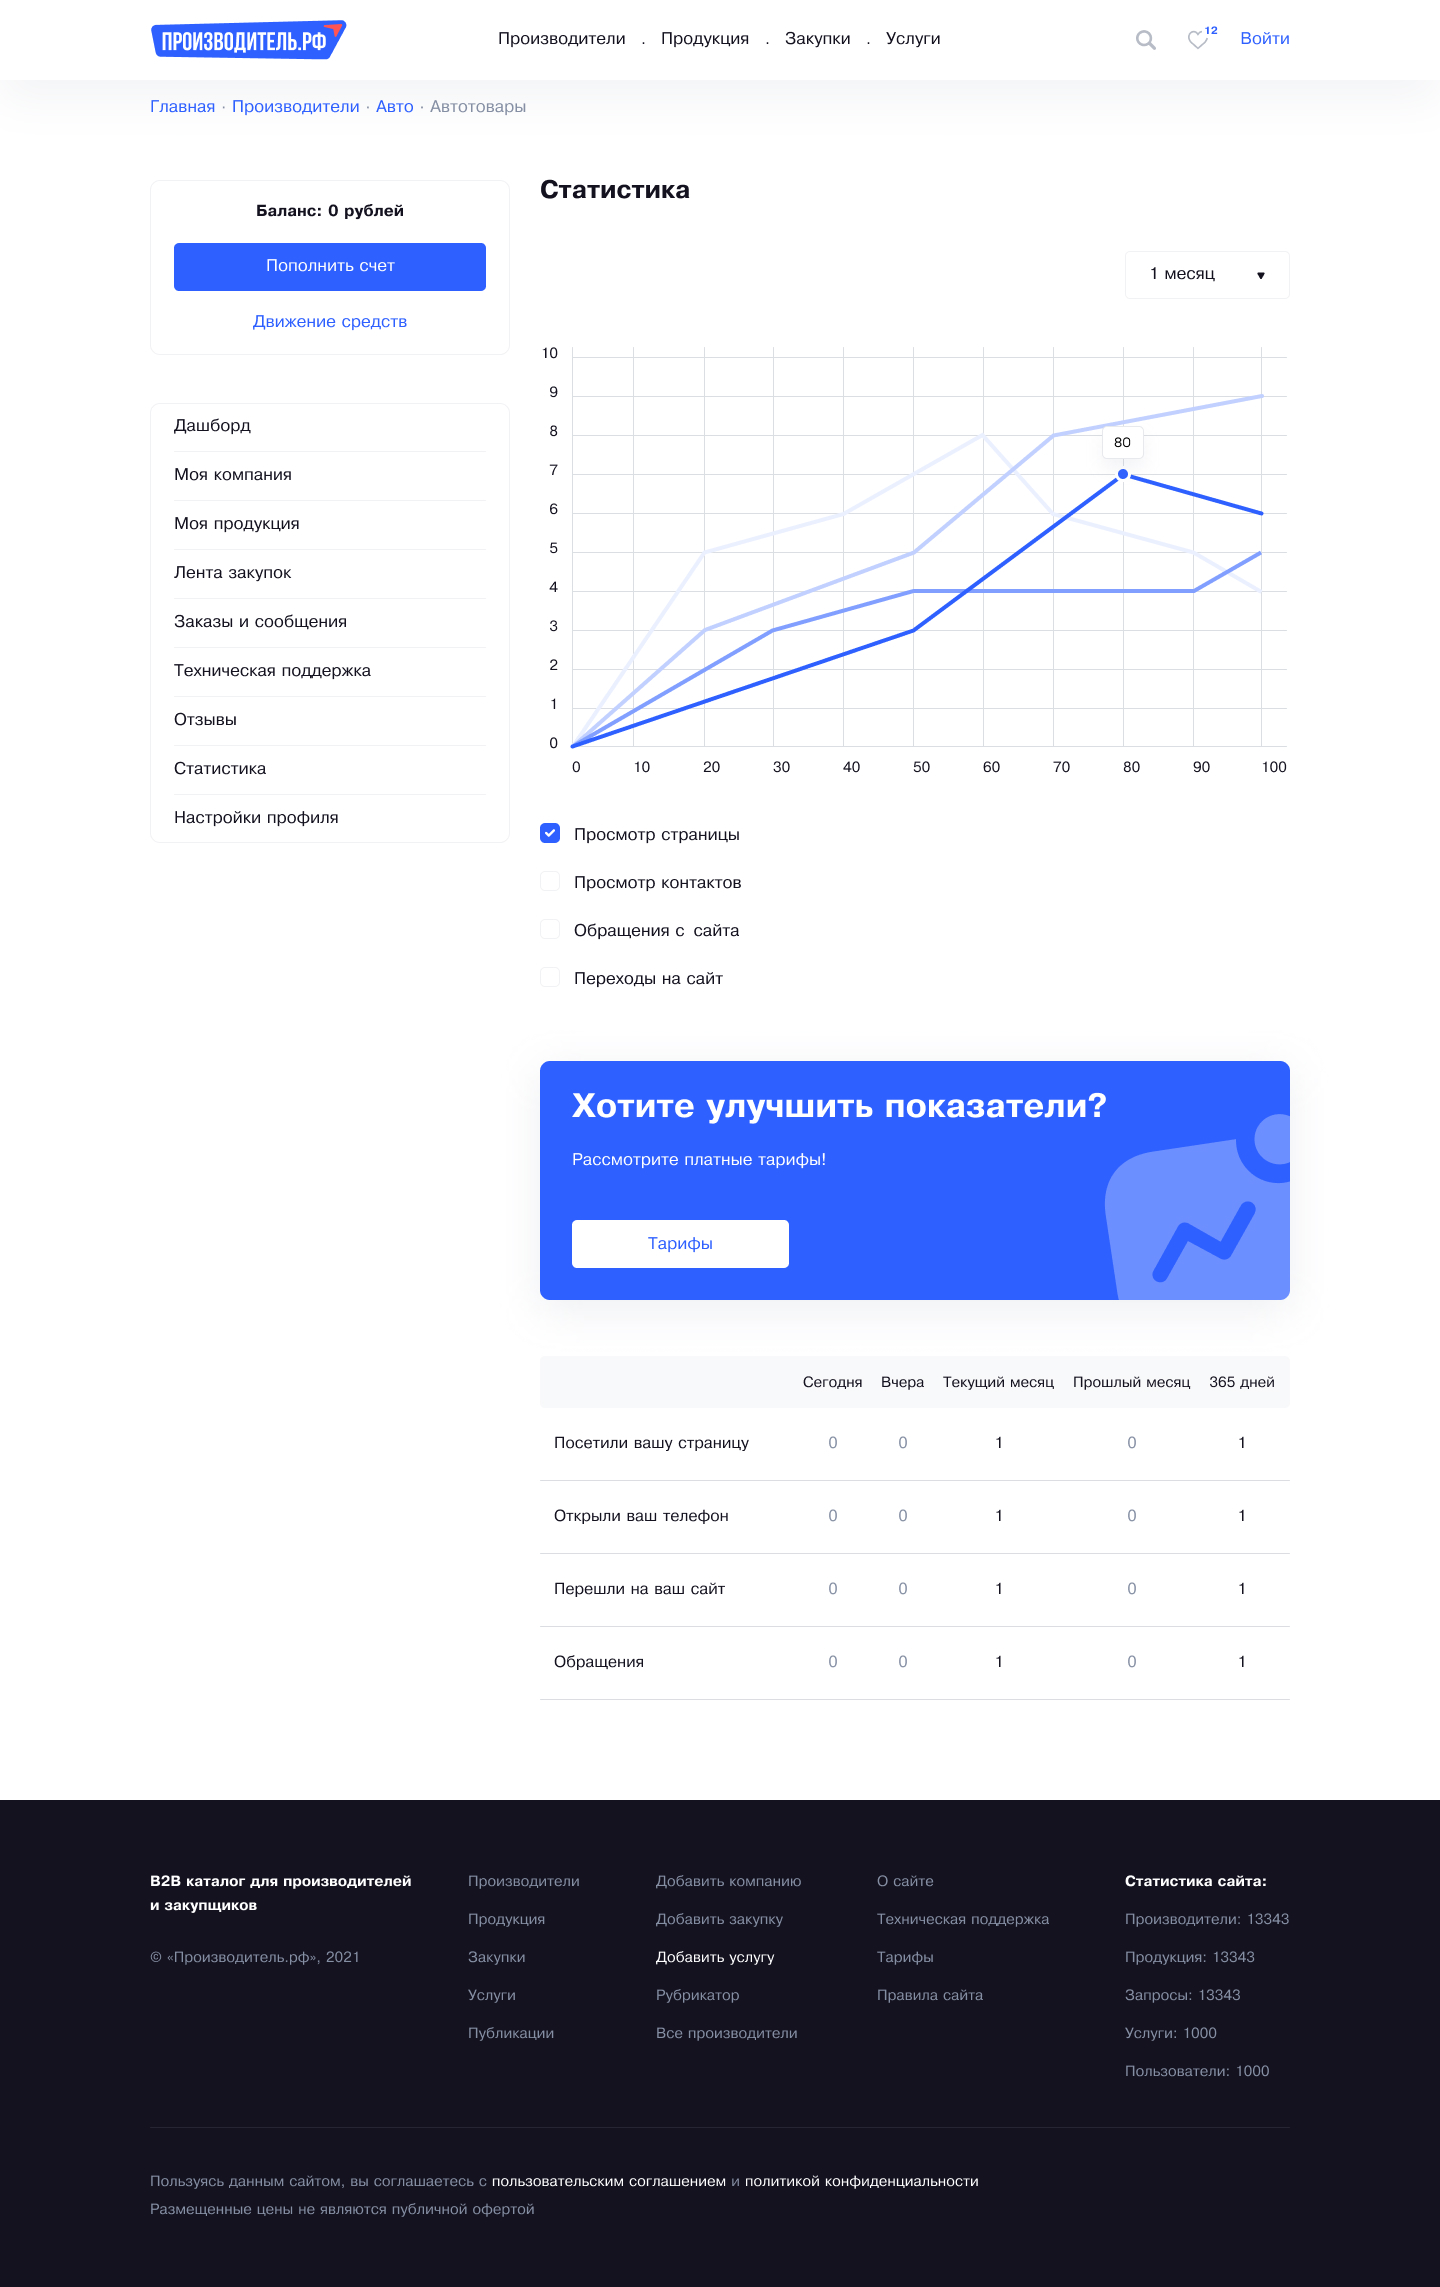 ПРОИЗВОДИТЕЛЬ.РФ
Производители . Продукция . Закупки . Услуги
12
Войти
Главная · Производители · Авто · Автотовары
Баланс: 0 рублей
Пополнить счет
Движение средств
Дашборд
Моя компания
Моя продукция
Лента закупок
Заказы и сообщения
Техническая поддержка
Отзывы
Статистика
Настройки профиля
Статистика
1 месяц
10
9
8
7
6
5
4
3
2
1
0
80
0 10 20 30 40 50 60 70 80 90 100
Просмотр страницы
Просмотр контактов
Обращения с сайта
Переходы на сайт
Хотите улучшить показатели?
Рассмотрите платные тарифы!
Тарифы
Сегодня Вчера Текущий месяц Прошлый месяц 365 дней
Посетили вашу страницу 0 0 1 0 1
Открыли ваш телефон 0 0 1 0 1
Перешли на ваш сайт 0 0 1 0 1
Обращения 0 0 1 0 1
B2B каталог для производителей
и закупщиков
© «Производитель.рф», 2021
Производители
Продукция
Закупки
Услуги
Публикации
Добавить компанию
Добавить закупку
Добавить услугу
Рубрикатор
Все производители
О сайте
Техническая поддержка
Тарифы
Правила сайта
Статистика сайта:
Производители: 13343
Продукция: 13343
Запросы: 13343
Услуги: 1000
Пользователи: 1000
Пользуясь данным сайтом, вы соглашаетесь с пользовательским соглашением и политикой конфиденциальности
Размещенные цены не являются публичной офертой